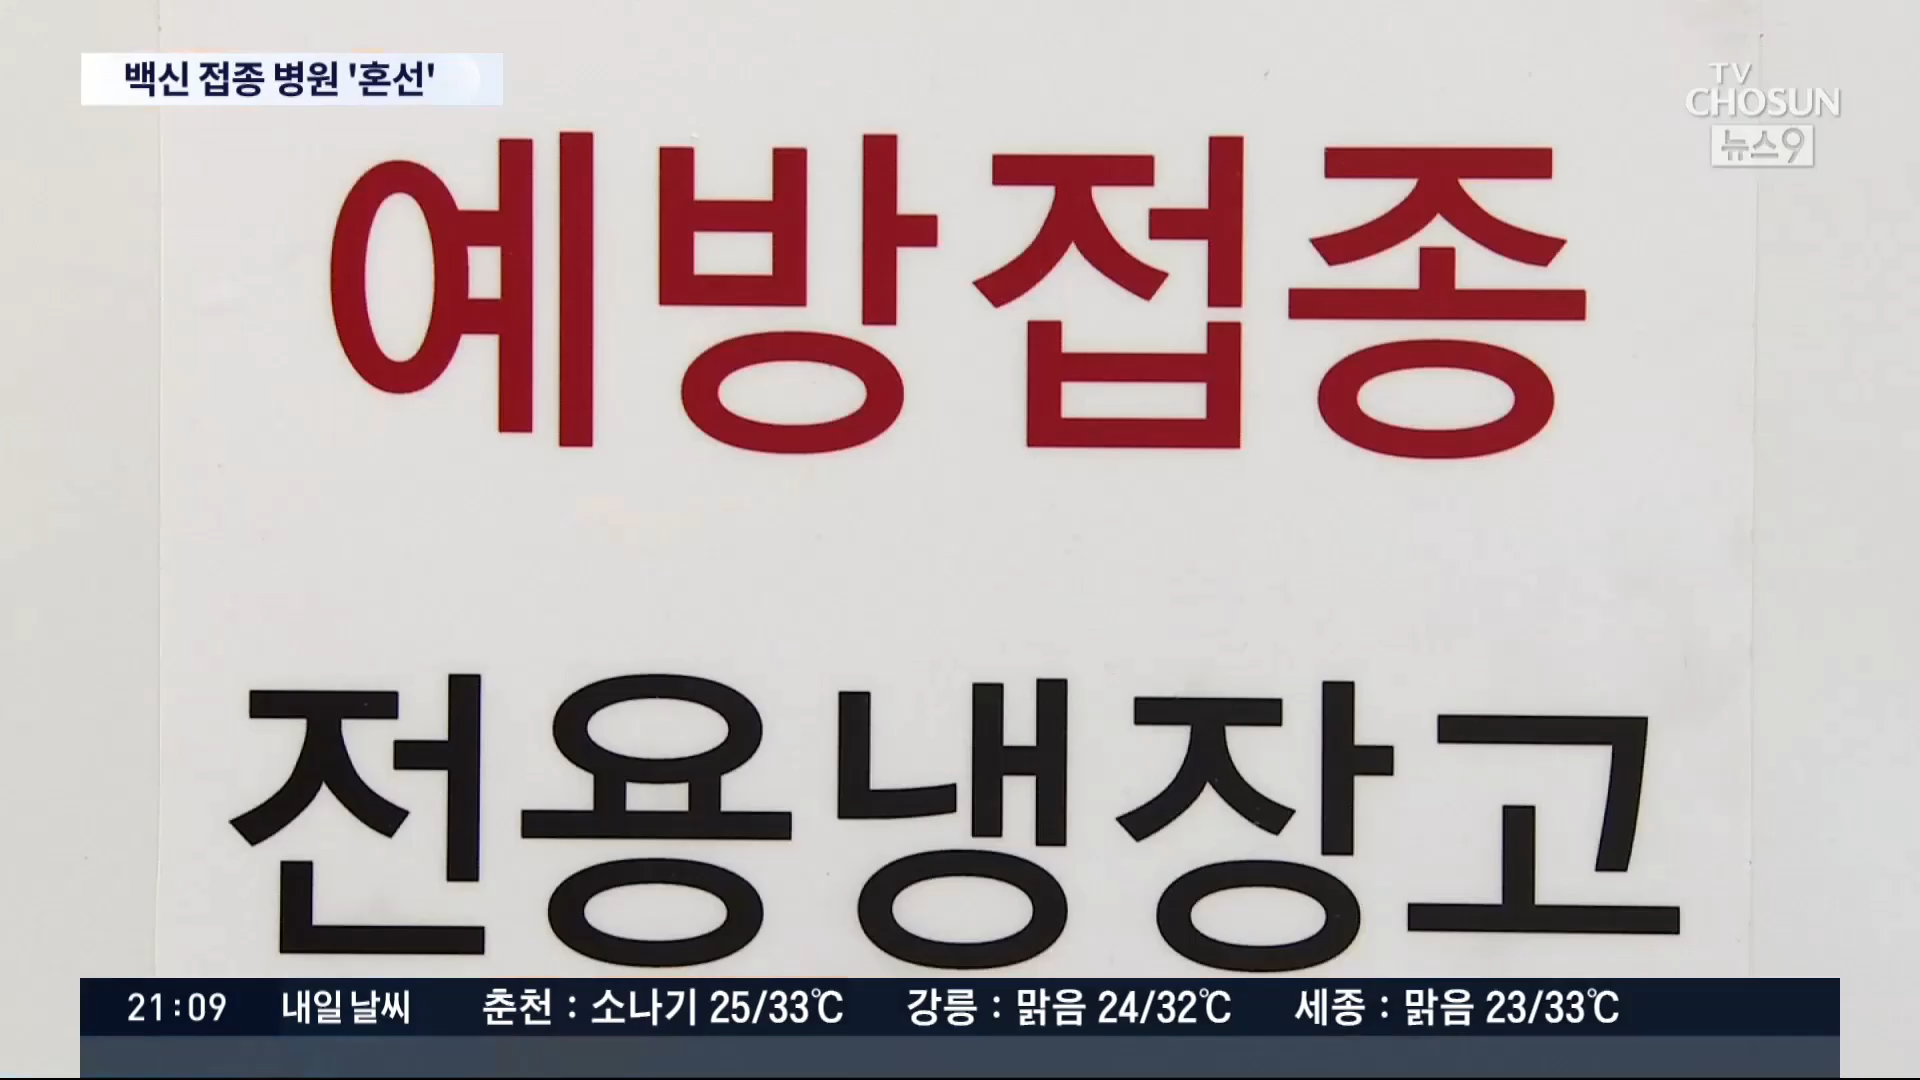 백신 접종 병원 '혼선'
TV
CHOSUN
뉴스9
예방접종
전용냉장고
21:09 내일 날씨 춘천 : 소나기 25/33℃ 강릉 : 맑음 24/32℃ 세종 : 맑음 23/33℃